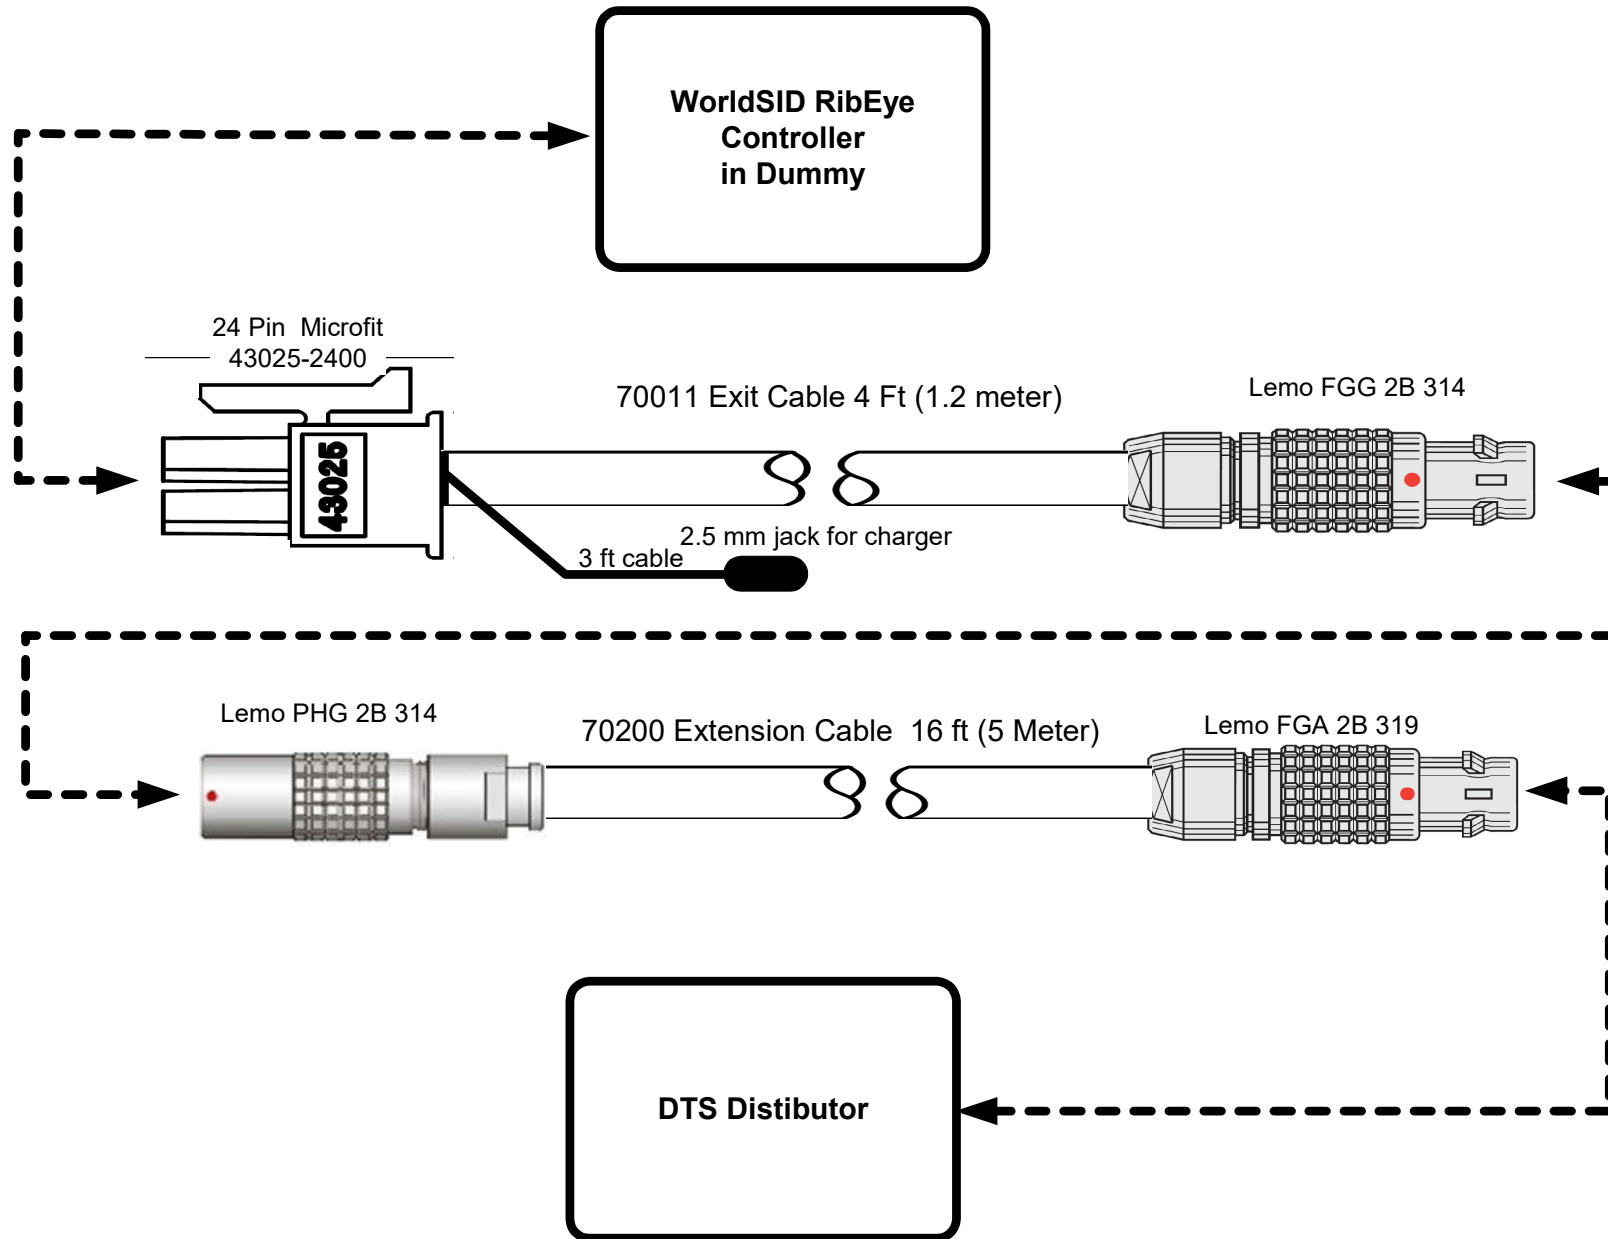 WorldSID RibEye
Controller
in Dummy
24 Pin Microfit
43025-2400
43025
70011 Exit Cable 4 Ft (1.2 meter)
Lemo FGG 2B 314
2.5 mm jack for charger
3 ft cable
Lemo PHG 2B 314
70200 Extension Cable 16 ft (5 Meter)
Lemo FGA 2B 319
DTS Distibutor